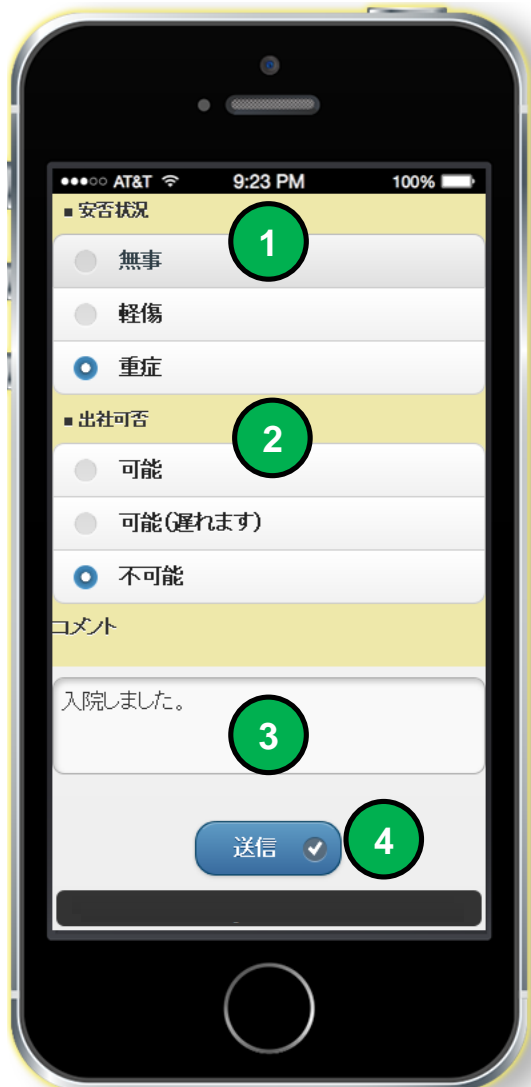 ●●●○○ AT&T 9:23 PM 100%
■ 安否状況
1
無事
軽傷
重症
■ 出社可否
2
可能
可能(遅れます)
不可能
コメント
入院しました。
3
送信
4